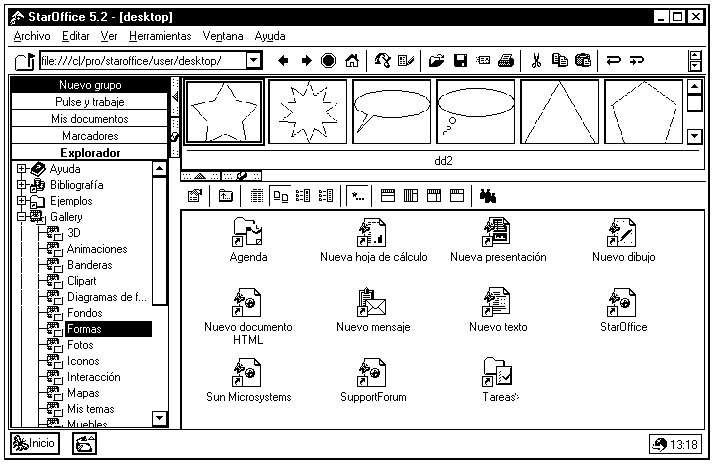 StarOffice 5.2 - [desktop]
Archivo Editar Ver Herramientas Ventana Ayuda
file:///c|/pro/staroffice/user/desktop/
Nuevo grupo
Pulse y trabaje
Mis documentos
Marcadores
Explorador
Ayuda
Bibliografía
Ejemplos
Gallery
3D
Animaciones
Banderas
Clipart
Diagramas de f...
Fondos
Formas
Fotos
Iconos
Interacción
Mapas
Mis temas
Muebles
dd2
*...
Agenda
Nueva hoja de cálculo
Nueva presentación
Nuevo dibujo
Nuevo documento
HTML
Nuevo mensaje
Nuevo texto
StarOffice
Sun Microsystems
SupportForum
Tareas
Inicio
13:18